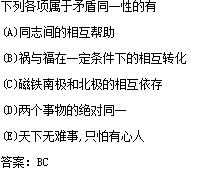 下列各项属于矛盾同一性的有
(A)同志间的相互帮助
(B)祸与福在一定条件下的相互转化
(C)磁铁南极和北极的相互依存
(D)两个事物的绝对同一
(E)天下无难事,只怕有心人
答案: BC